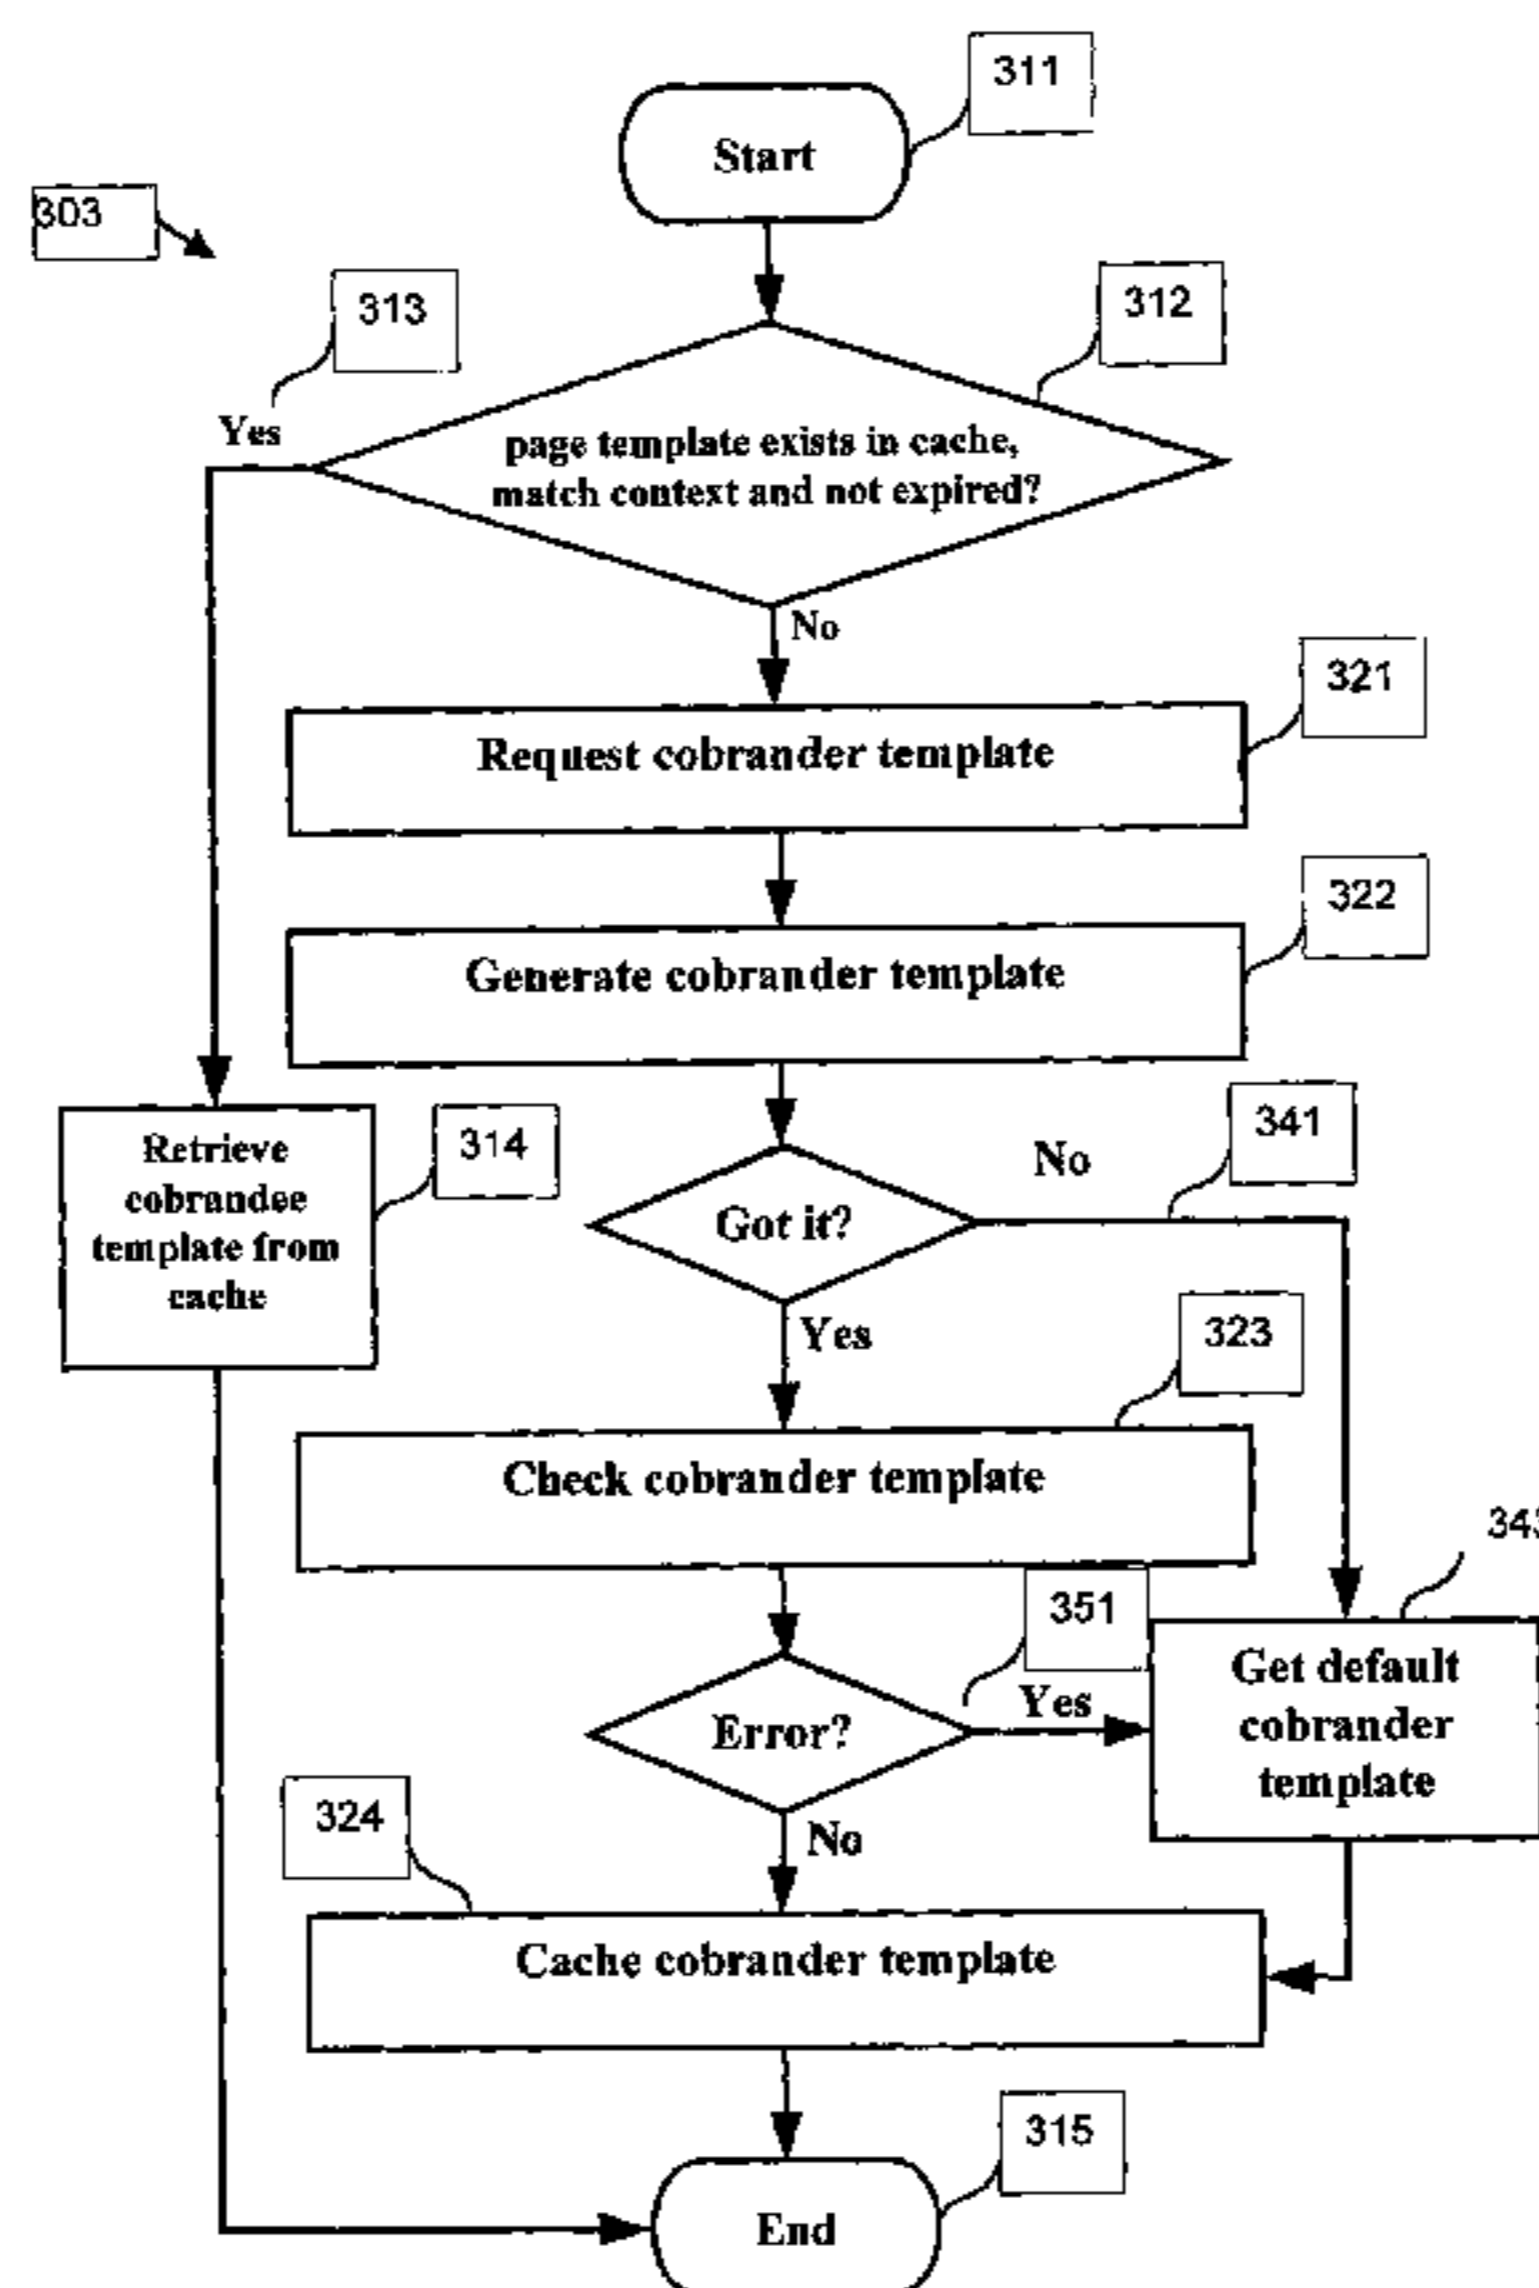 311
Start
303
313
312
Yes
page template exists in cache,
match context and not expired?
No
321
Request cobrander template
322
Generate cobrander template
341
No
314
Retrieve
cobrandee
template from
cache
Got it?
Yes
323
Check cobrander template
343
351
Get default
cobrander
template
Yes
Error?
324
No
Cache cobrander template
315
End